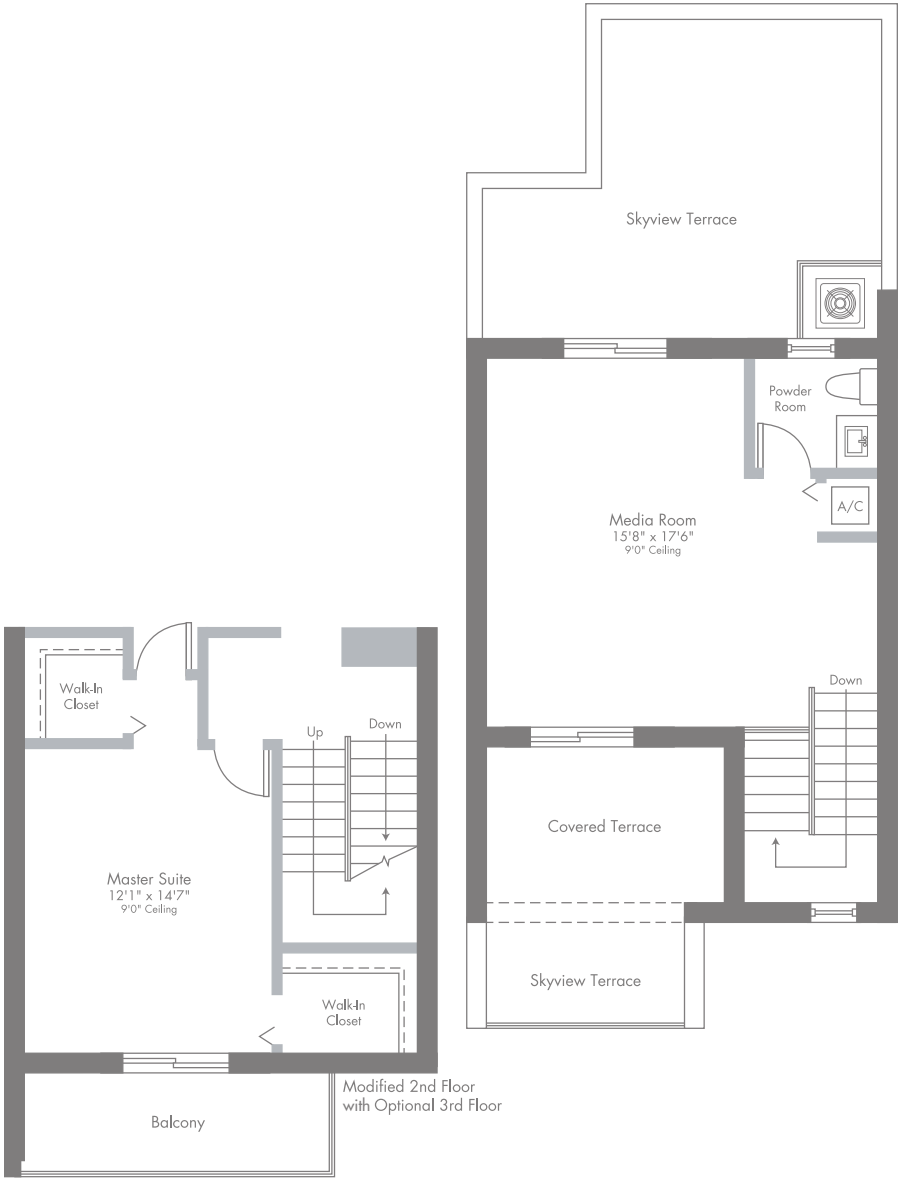 Skyview Terrace
Powder
Room
A/C
Media Room
15'8" x 17'6"
9'0" Ceiling
Down
Covered Terrace
Skyview Terrace
Walk-In
Closet
Up
Down
Master Suite
12'1" x 14'7"
9'0" Ceiling
Walk-In
Closet
Balcony
Modified 2nd Floor
with Optional 3rd Floor